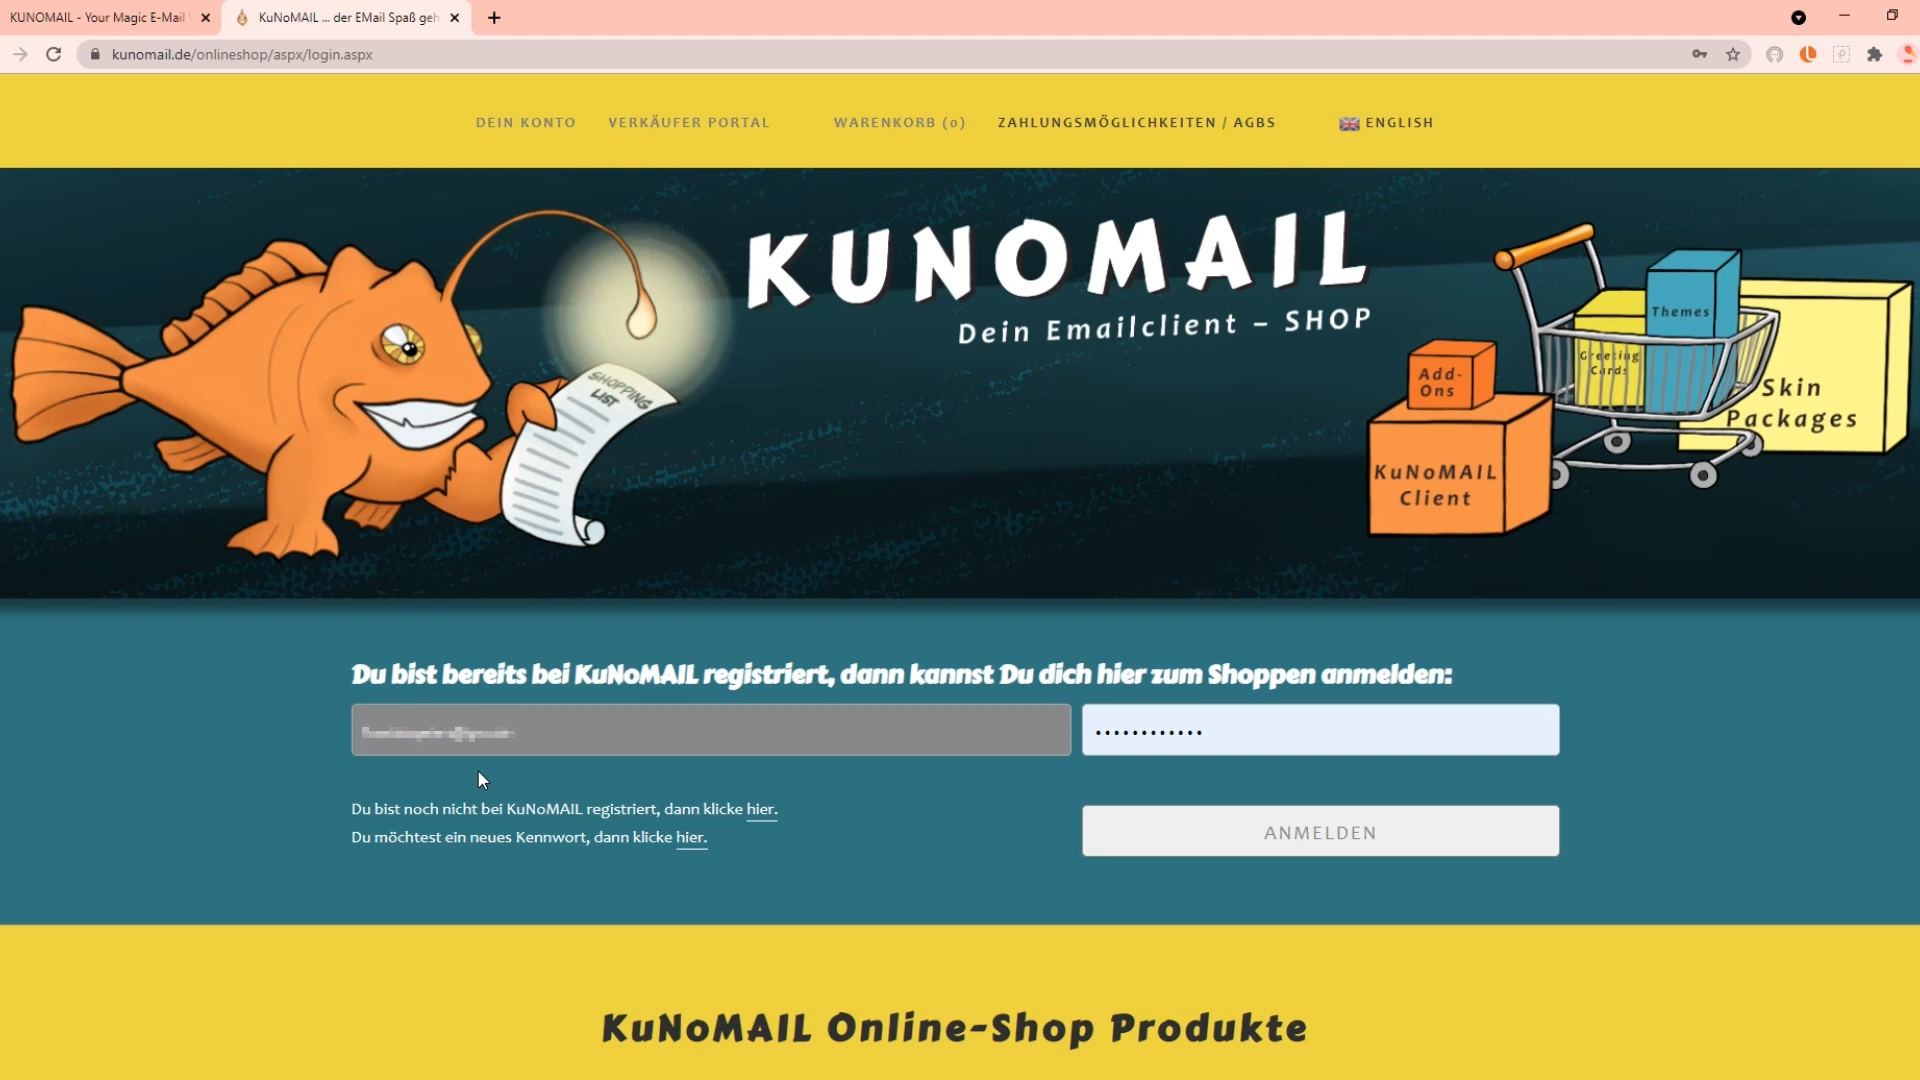 KUNOMAIL - Your Magic E-Mail
KuNoMAIL ... der EMail Spaß geh
kunomail.de/onlineshop/aspx/login.aspx
DEIN KONTO
VERKÄUFER PORTAL
WARENKORB (0)
ZAHLUNGSMÖGLICHKEITEN / AGBS
ENGLISH
KUNOMAIL
Dein Emailclient – SHOP
SHOPPING
LIST
Themes
Greeting
Cards
Add-
Ons
Skin
Packages
KuNoMAIL
Client
Du bist bereits bei KuNoMAIL registriert, dann kannst Du dich hier zum Shoppen anmelden:
Du bist noch nicht bei KuNoMAIL registriert, dann klicke hier.
Du möchtest ein neues Kennwort, dann klicke hier.
ANMELDEN
KuNoMAIL Online-Shop Produkte